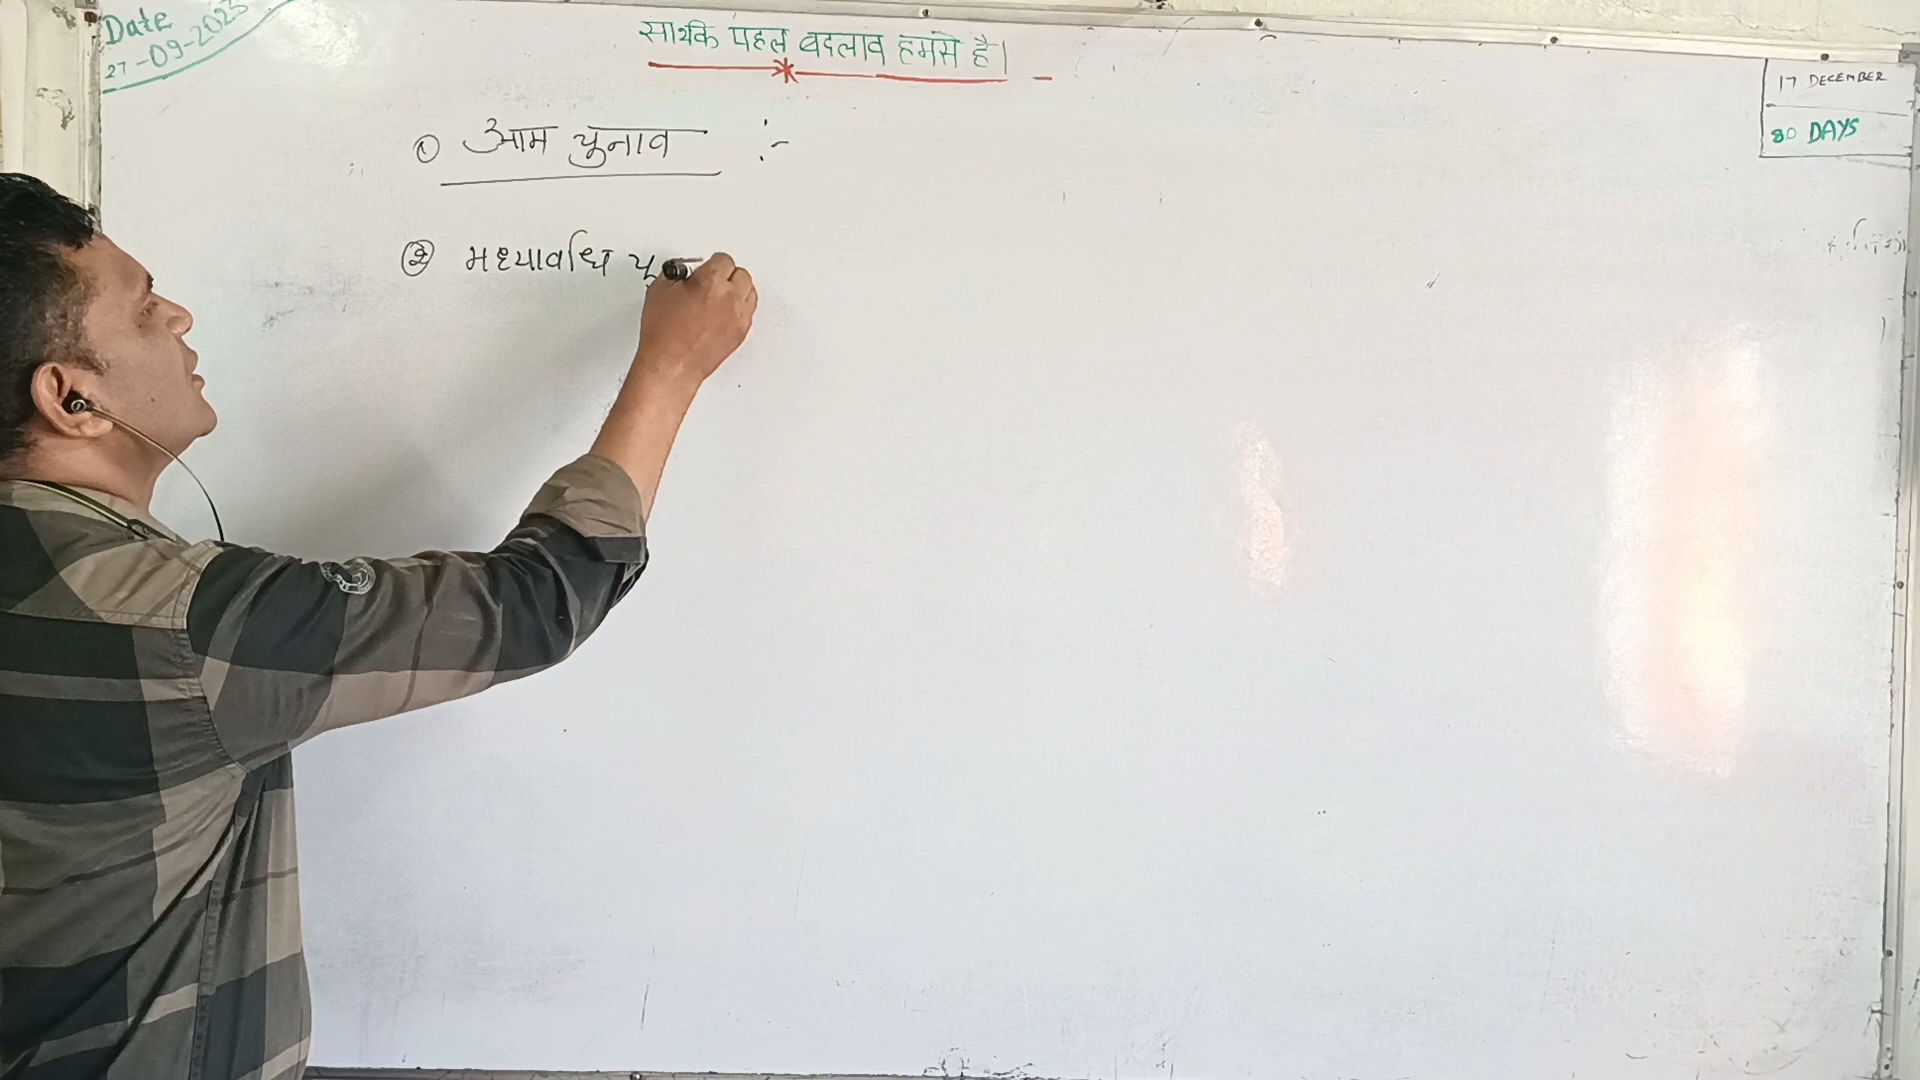 Date
27-09-2023
सार्थक पहल बदलाव हमसे है।
17 DECEMBER
80 DAYS
① आम चुनाव :-
② मध्यावधि चु